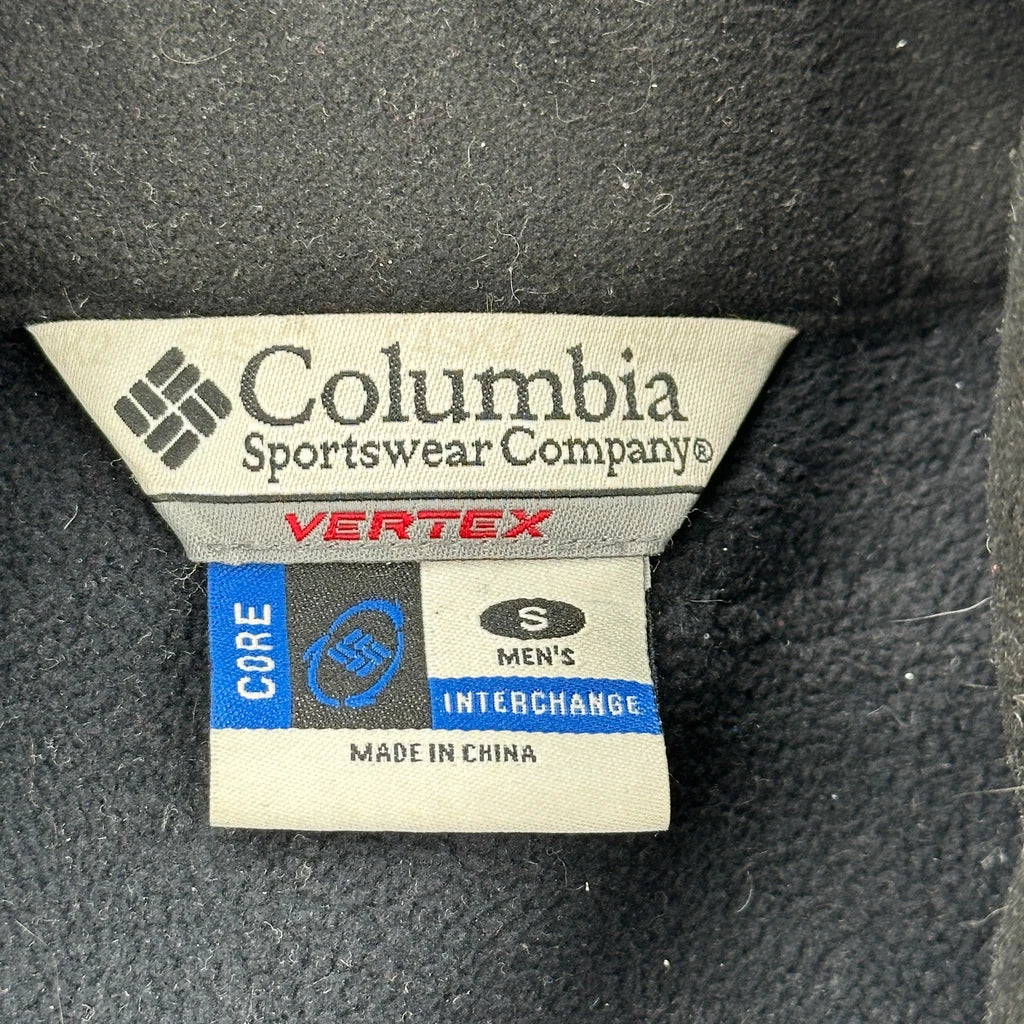 Columbia
Sportswear Company®
VERTEX
CORE
S
MEN'S
INTERCHANGE
MADE IN CHINA